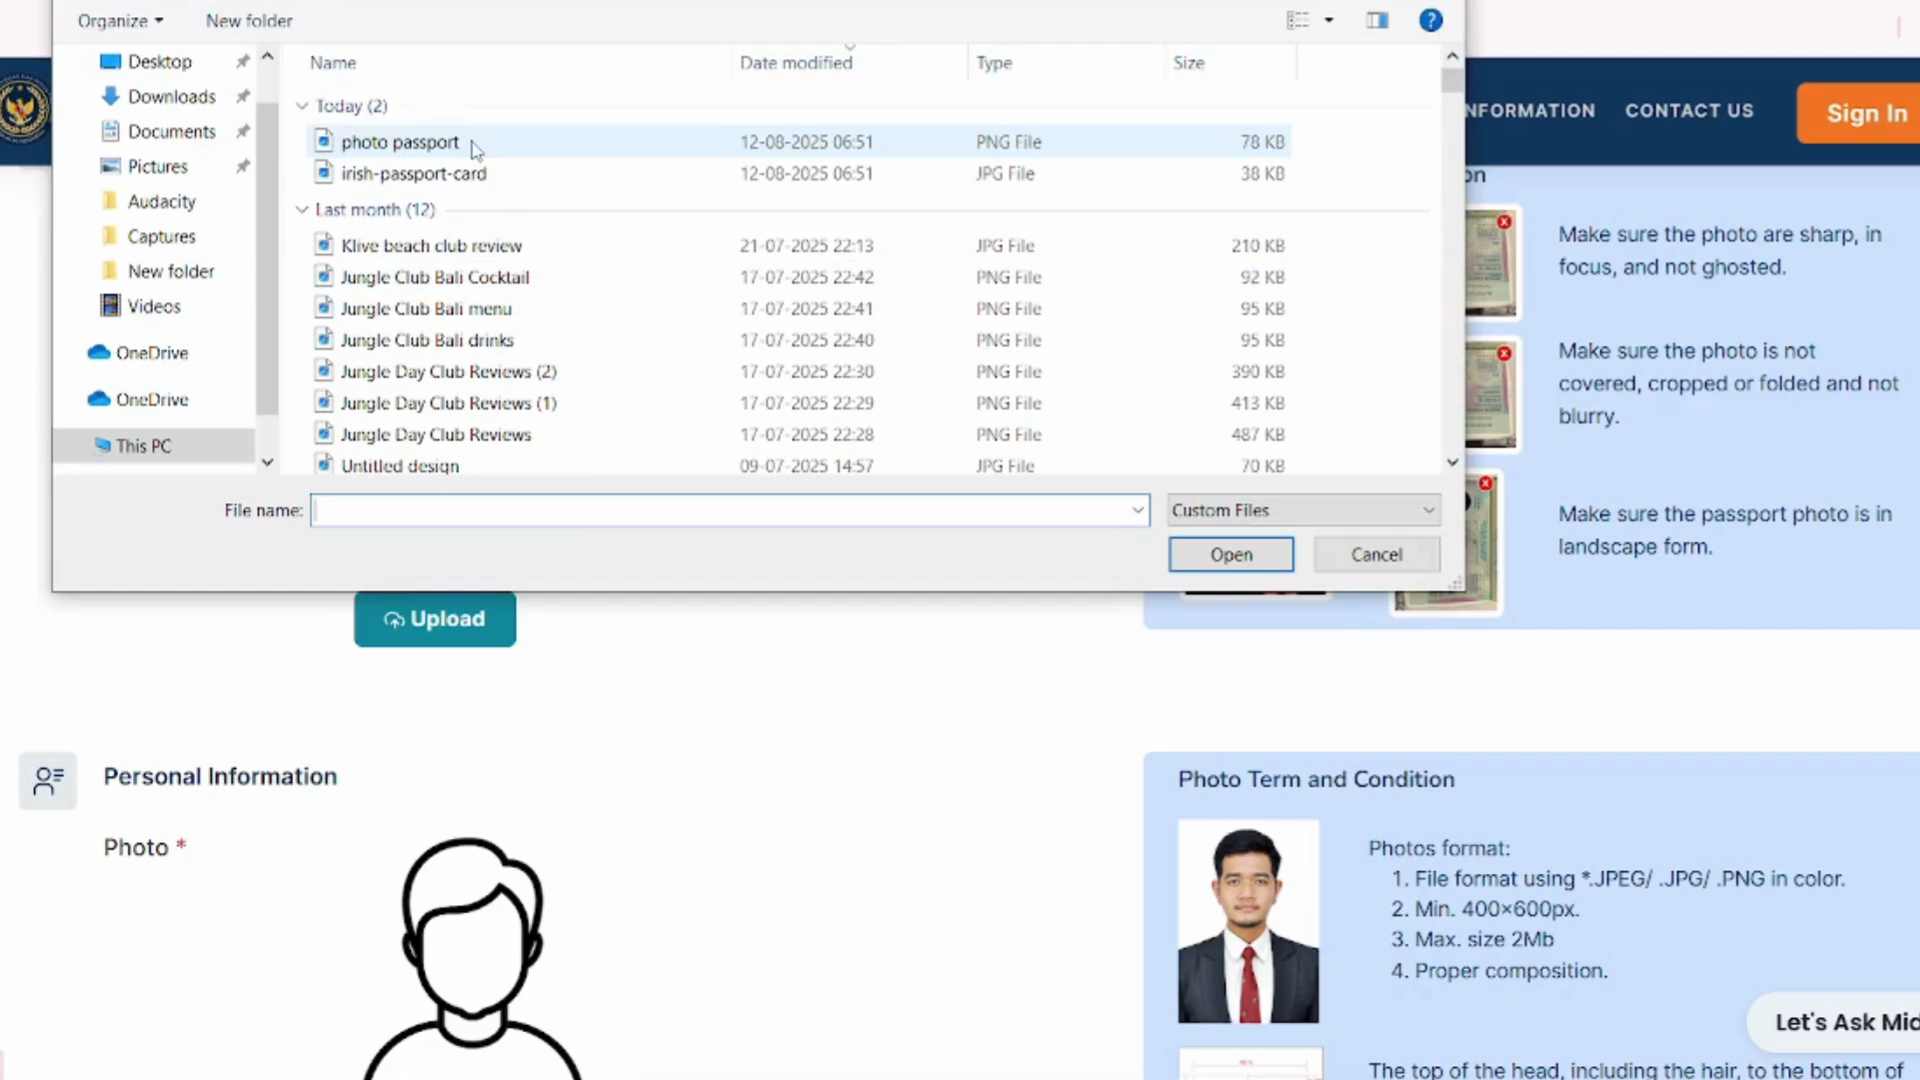 Organize
New folder
Desktop
Downloads
Documents
Pictures
Audacity
Captures
New folder
Videos
OneDrive
OneDrive
This PC
Name Date modified Type Size
Today (2)
photo passport 12-08-2025 06:51 PNG File 78 KB
irish-passport-card 12-08-2025 06:51 JPG File 38 KB
Last month (12)
Klive beach club review 21-07-2025 22:13 JPG File 210 KB
Jungle Club Bali Cocktail 17-07-2025 22:42 PNG File 92 KB
Jungle Club Bali menu 17-07-2025 22:41 PNG File 95 KB
Jungle Club Bali drinks 17-07-2025 22:40 PNG File 95 KB
Jungle Day Club Reviews (2) 17-07-2025 22:30 PNG File 390 KB
Jungle Day Club Reviews (1) 17-07-2025 22:29 PNG File 413 KB
Jungle Day Club Reviews 17-07-2025 22:28 PNG File 487 KB
Untitled design 09-07-2025 14:57 JPG File 70 KB
File name:
Custom Files
Open
Cancel
NFORMATION
CONTACT US
Sign In
on
Make sure the photo are sharp, in
focus, and not ghosted.
Make sure the photo is not
covered, cropped or folded and not
blurry.
Make sure the passport photo is in
landscape form.
Upload
Personal Information
Photo *
Photo Term and Condition
Photos format:
1. File format using *.JPEG/ .JPG/ .PNG in color.
2. Min. 400×600px.
3. Max. size 2Mb
4. Proper composition.
Let's Ask Mid
The top of the head, including the hair, to the bottom of